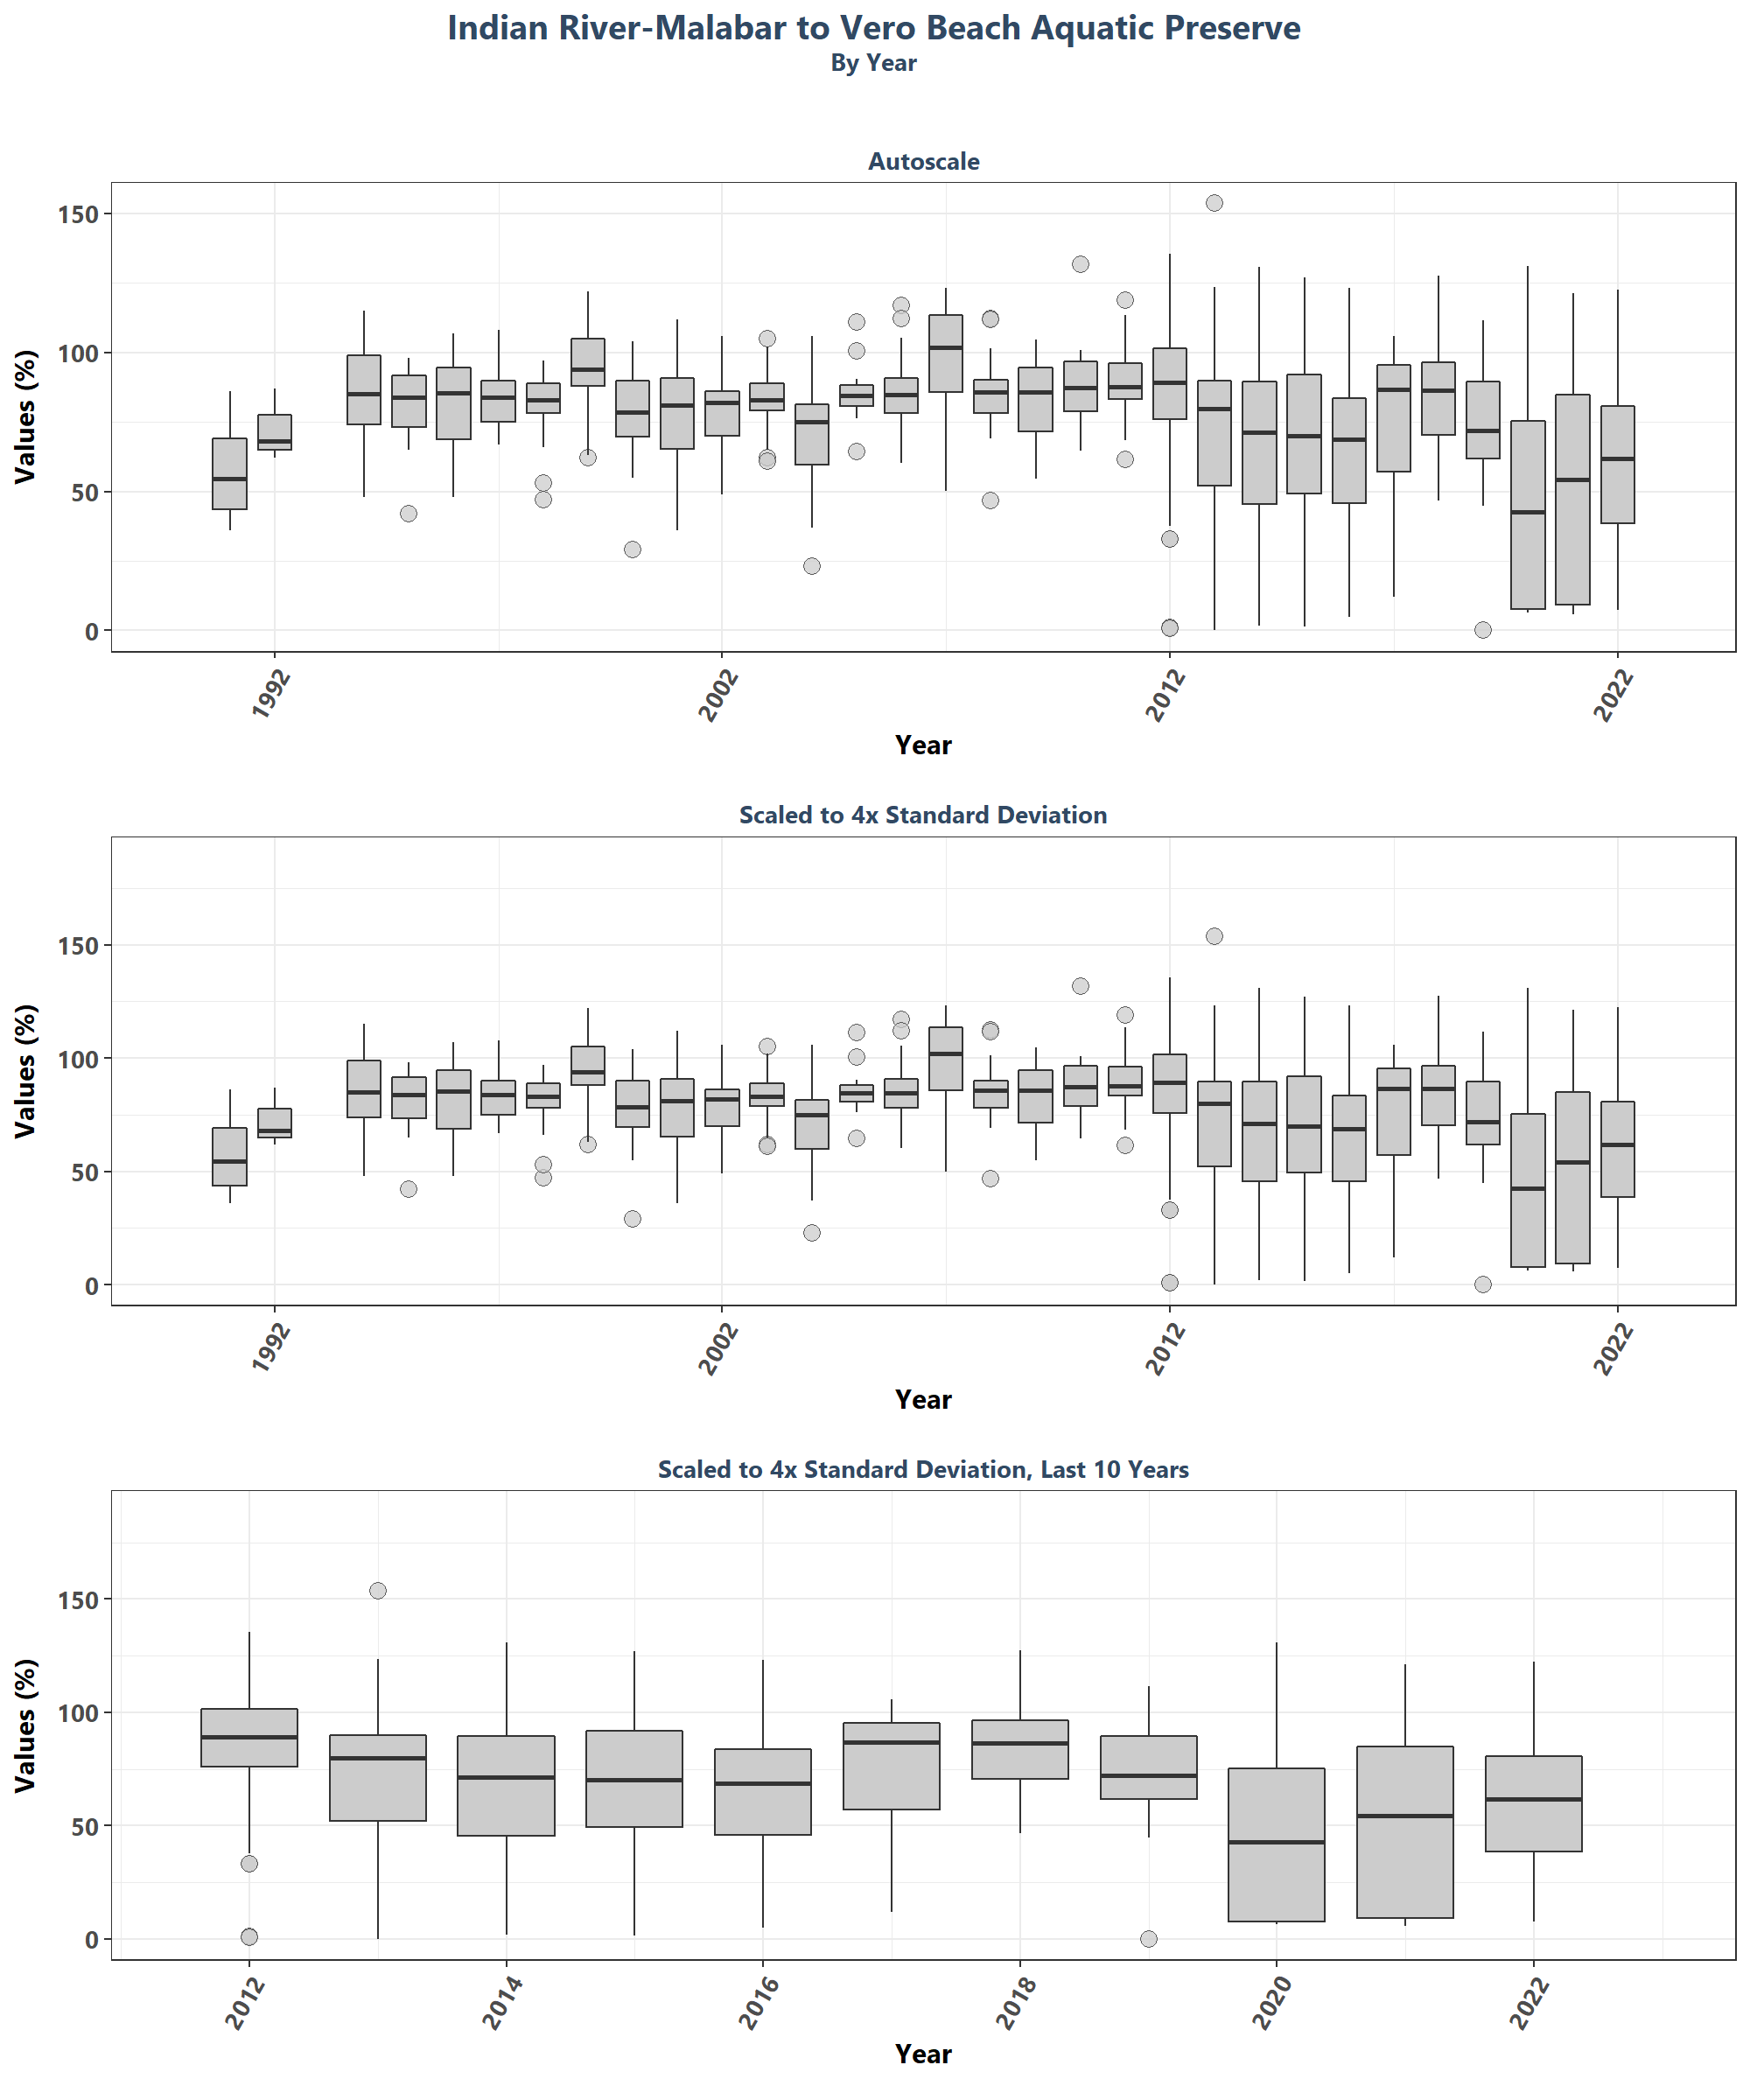 Indian River-Malabar to Vero Beach Aquatic Preserve
By Year
Autoscale
Values (%)
150
100
50
0
1992
2002
2012
2022
Year
Scaled to 4x Standard Deviation
Values (%)
150
100
50
0
1992
2002
2012
2022
Year
Scaled to 4x Standard Deviation, Last 10 Years
Values (%)
150
100
50
0
2012
2014
2016
2018
2020
2022
Year